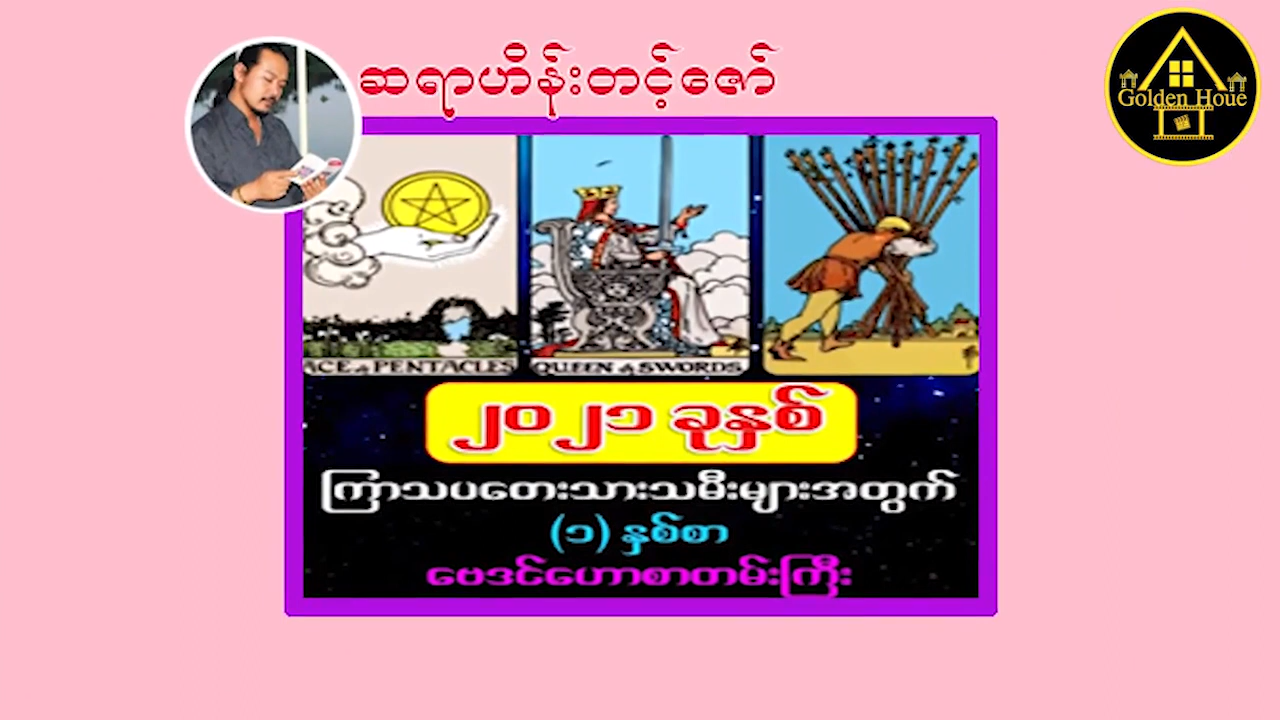 ဆရာဟိန်းတင့်ဇော်
Golden Houe
ACE of PENTACLES
QUEEN of SWORDS
၂၀၂၁ ခုနှစ်
ကြာသပတေးသားသမီးများအတွက်
(၁) နှစ်စာ
ဗေဒင်ဟောစာတမ်းကြီး